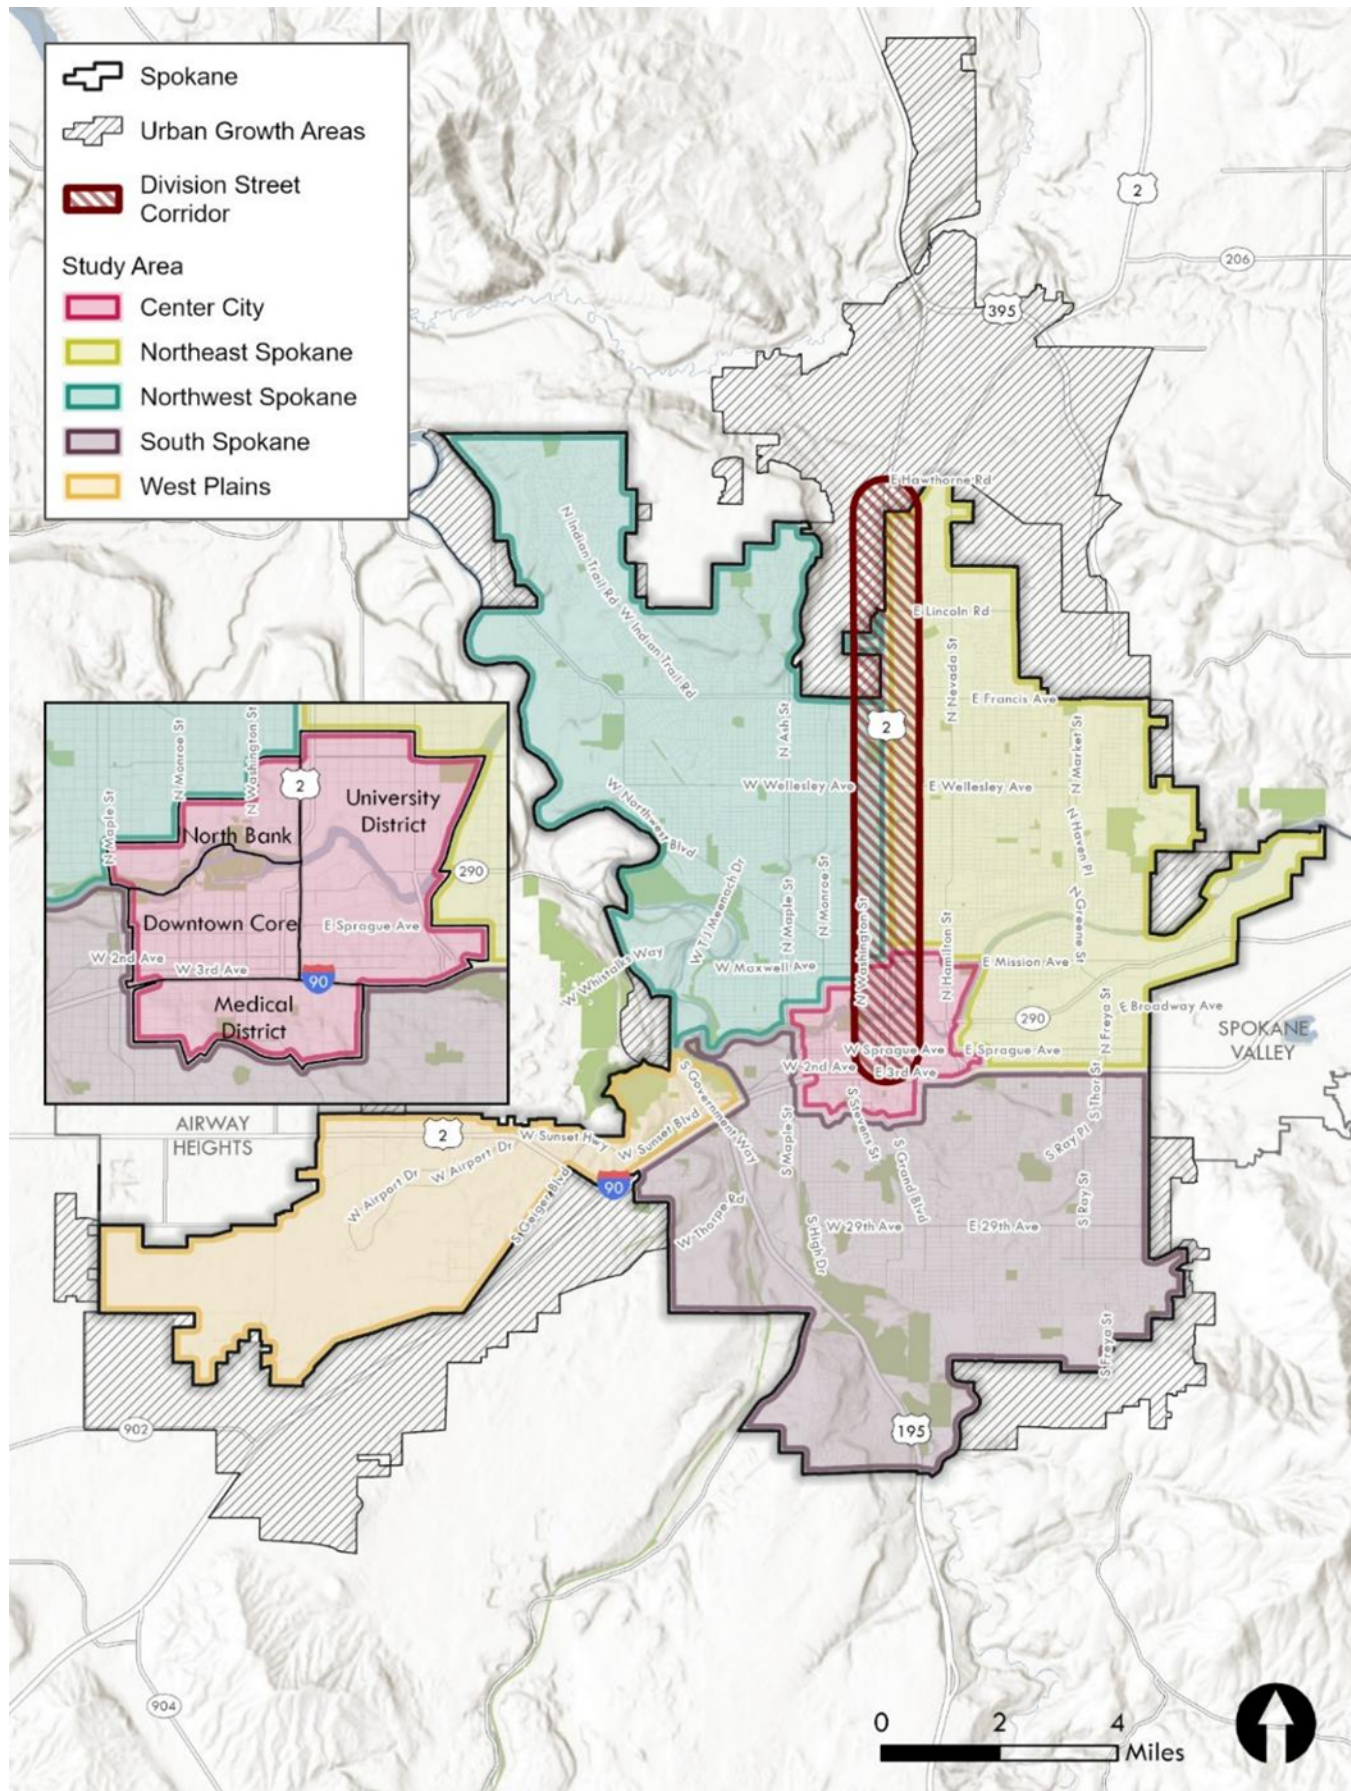 Spokane
Urban Growth Areas
Division Street
Corridor
Study Area
Center City
Northeast Spokane
Northwest Spokane
South Spokane
West Plains
2
206
395
E Hawthorne Rd
N Indian Trail Rd
W Indian Trail Rd
E Lincoln Rd
N Nevada St
E Francis Ave
N Ash St
2
N Market St
W Wellesley Ave
E Wellesley Ave
W Northwest Blvd
N Haven Pl
W T J Meenach Dr
N Maple St
N Monroe St
N Washington St
N Hamilton St
N Greene St
W Whistalks Way
W Maxwell Ave
E Mission Ave
290
N Freya St
E Broadway Ave
SPOKANE
VALLEY
W Sprague Ave
E Sprague Ave
W 2nd Ave
E 3rd Ave
S Thor St
S Government Way
S Maple St
S Stevens St
S Grand Blvd
S Ray Pl
S Ray St
W Sunset Blvd
W Sunset Hwy
90
W Airport Dr
W Airport Dr
S Geiger Blvd
W Thorpe Rd
S High Dr
W 29th Ave
E 29th Ave
S Freya St
195
AIRWAY
HEIGHTS
2
902
904
N Maple St
N Monroe St
N Washington St
2
University
District
North Bank
290
Downtown Core
E Sprague Ave
W 2nd Ave
W 3rd Ave
90
Medical
District
0 2 4
Miles